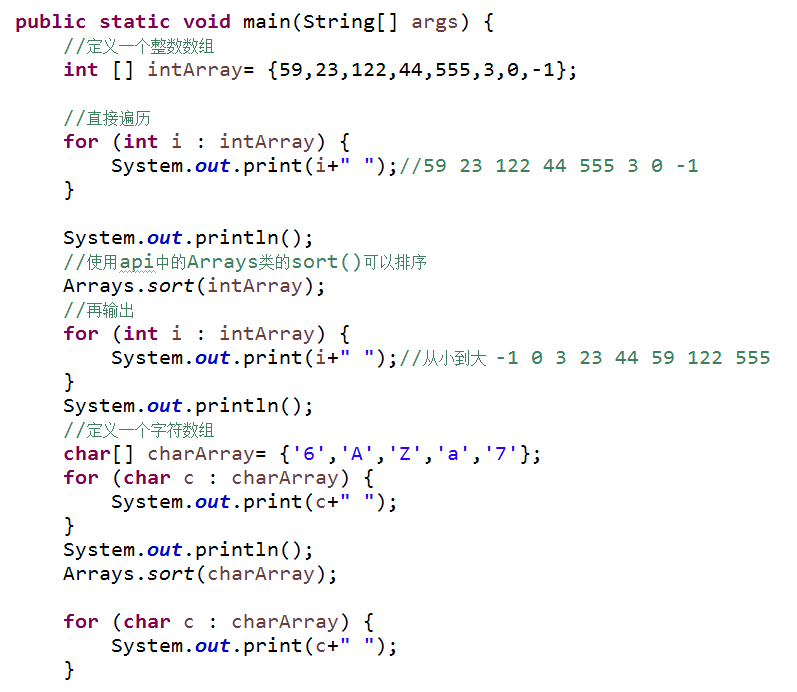 public static void main(String[] args) {
    //定义一个整数数组
    int [] intArray= {59,23,122,44,555,3,0,-1};

    //直接遍历
    for (int i : intArray) {
        System.out.print(i+" ");//59 23 122 44 555 3 0 -1
    }

    System.out.println();
    //使用api中的Arrays类的sort()可以排序
    Arrays.sort(intArray);
    //再输出
    for (int i : intArray) {
        System.out.print(i+" ");//从小到大 -1 0 3 23 44 59 122 555
    }
    System.out.println();
    //定义一个字符数组
    char[] charArray= {'6','A','Z','a','7'};
    for (char c : charArray) {
        System.out.print(c+" ");
    }
    System.out.println();
    Arrays.sort(charArray);

    for (char c : charArray) {
        System.out.print(c+" ");
    }